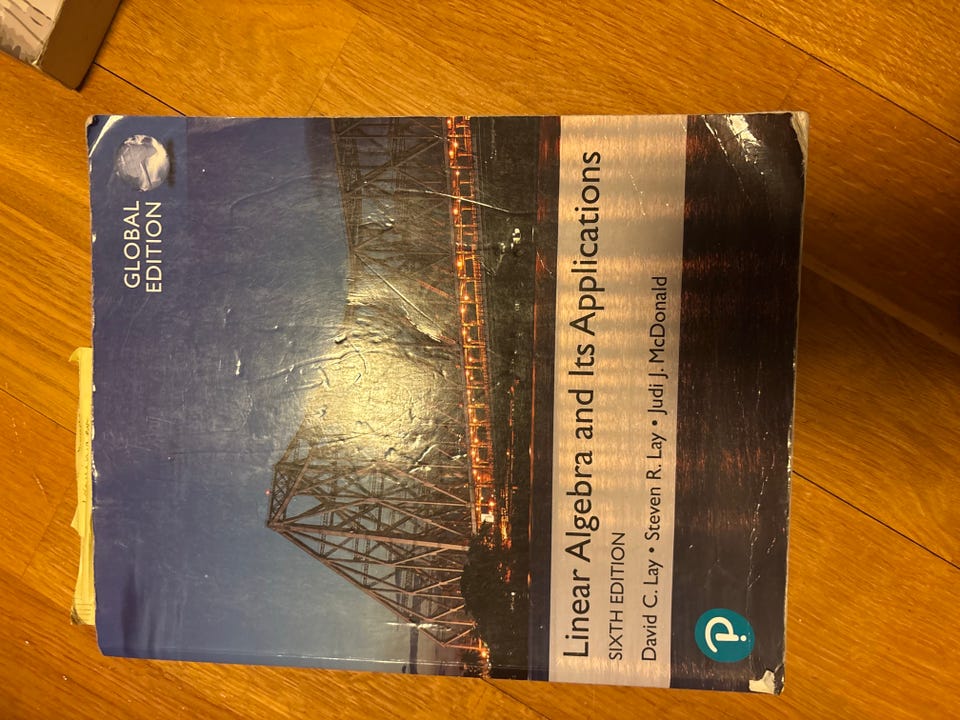 GLOBAL
EDITION
Linear Algebra and Its Applications
SIXTH EDITION
David C. Lay • Steven R. Lay • Judi J. McDonald